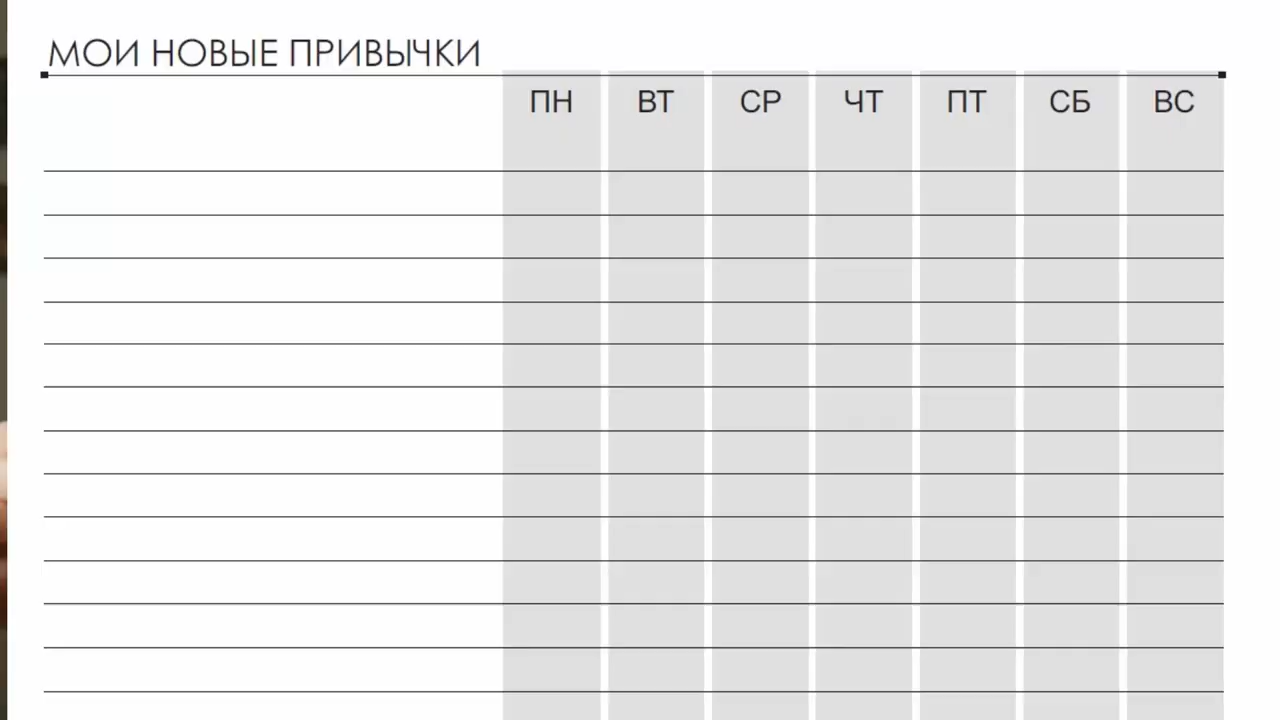 МОИ НОВЫЕ ПРИВЫЧКИ
ПН ВТ СР ЧТ ПТ СБ ВС